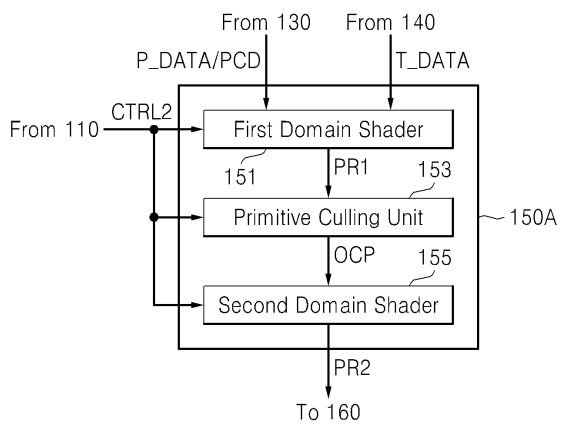 From 130 From 140
P_DATA/PCD T_DATA
CTRL2
From 110
First Domain Shader
151 PR1 153
Primitive Culling Unit
150A
OCP 155
Second Domain Shader
PR2
To 160